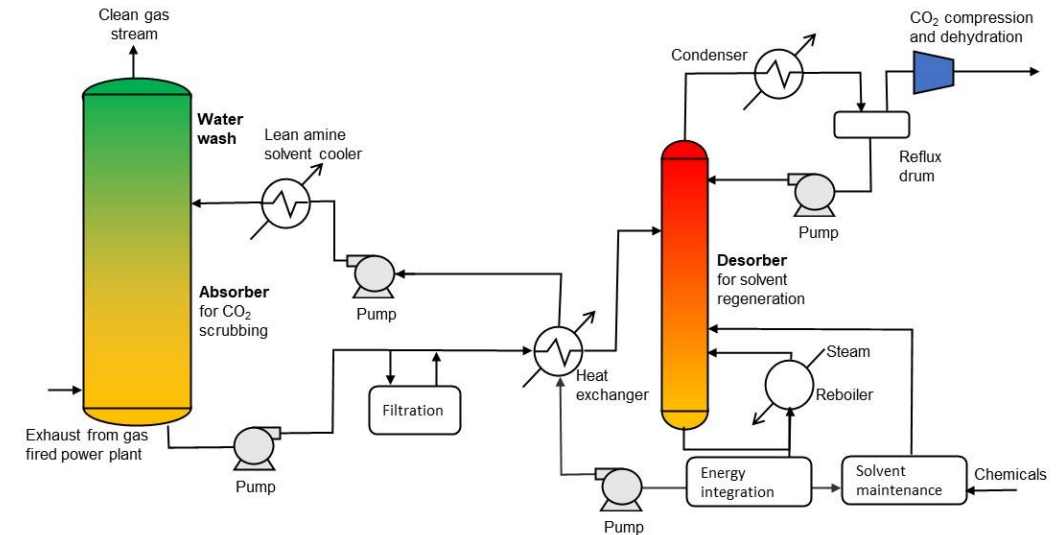 Clean gas
stream
Water
wash
Lean amine
solvent cooler
Absorber
for CO₂
scrubbing
Pump
Filtration
Exhaust from gas
fired power plant
Pump
Heat
exchanger
Condenser
CO₂ compression
and dehydration
Reflux
drum
Pump
Desorber
for solvent
regeneration
Steam
Reboiler
Energy
integration
Solvent
maintenance
Chemicals
Pump